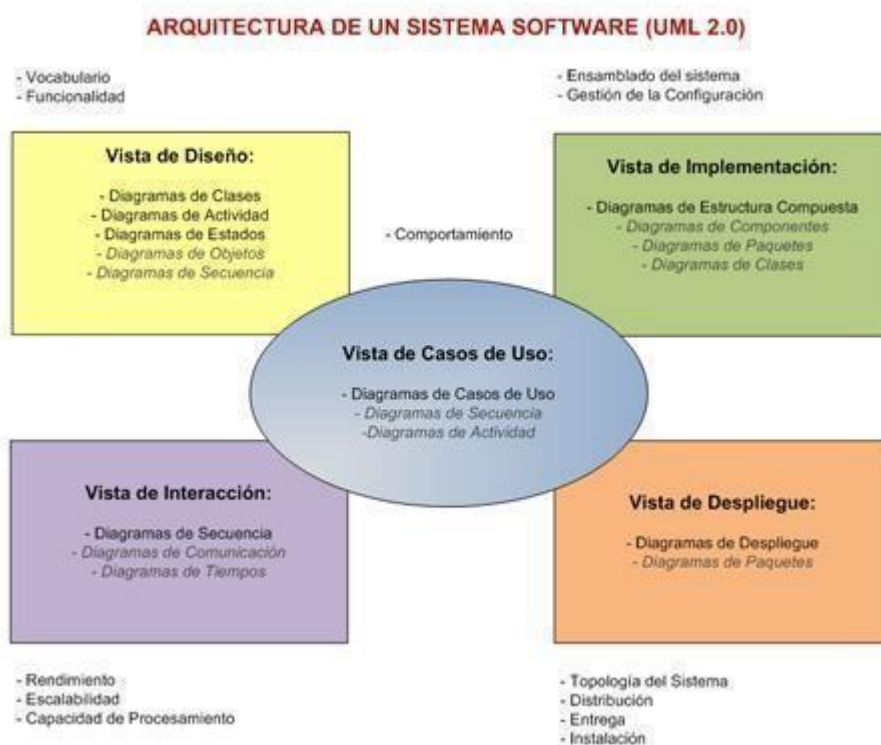 ARQUITECTURA DE UN SISTEMA SOFTWARE (UML 2.0)
- Vocabulario
- Funcionalidad
- Ensamblado del sistema
- Gestión de la Configuración
Vista de Diseño:
- Diagramas de Clases
- Diagramas de Actividad
- Diagramas de Estados
- Diagramas de Objetos
- Diagramas de Secuencia
- Comportamiento
Vista de Implementación:
- Diagramas de Estructura Compuesta
- Diagramas de Componentes
- Diagramas de Paquetes
- Diagramas de Clases
Vista de Casos de Uso:
- Diagramas de Casos de Uso
- Diagramas de Secuencia
-Diagramas de Actividad
Vista de Interacción:
- Diagramas de Secuencia
- Diagramas de Comunicación
- Diagramas de Tiempos
Vista de Despliegue:
- Diagramas de Despliegue
- Diagramas de Paquetes
- Rendimiento
- Escalabilidad
- Capacidad de Procesamiento
- Topología del Sistema
- Distribución
- Entrega
- Instalación